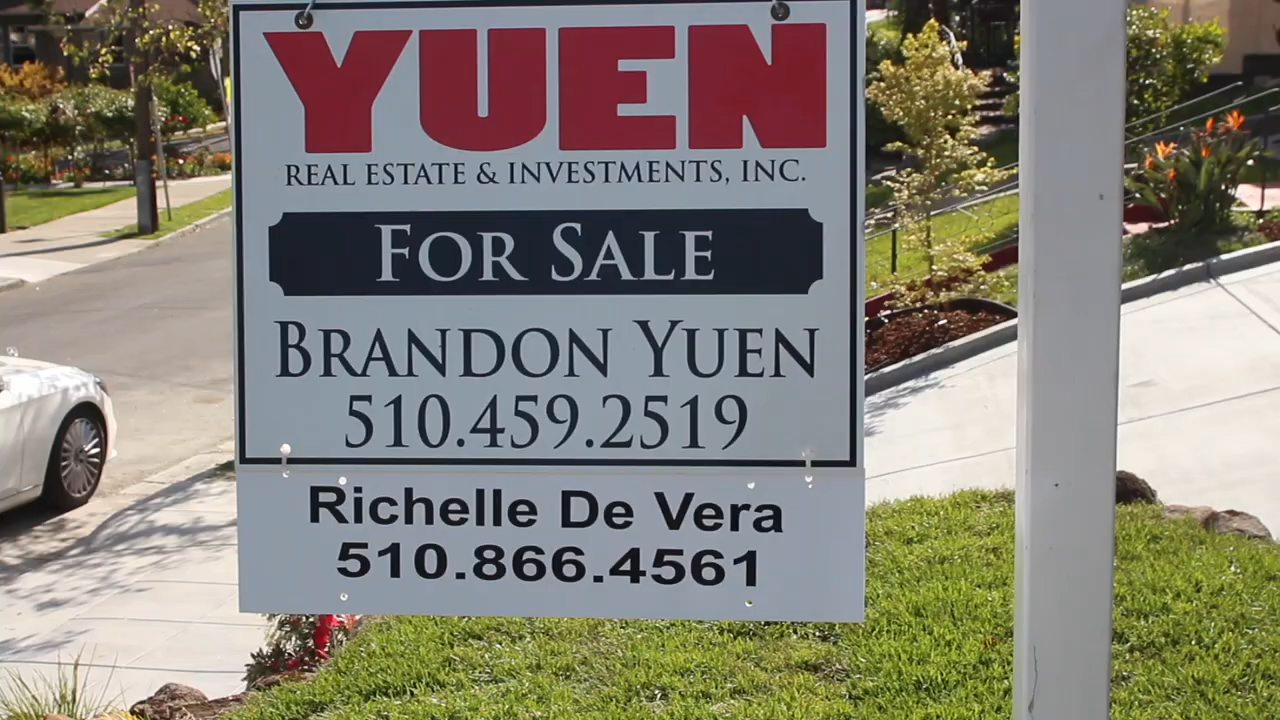 YUEN
REAL ESTATE & INVESTMENTS, INC.
FOR SALE
BRANDON YUEN
510.459.2519
Richelle De Vera
510.866.4561